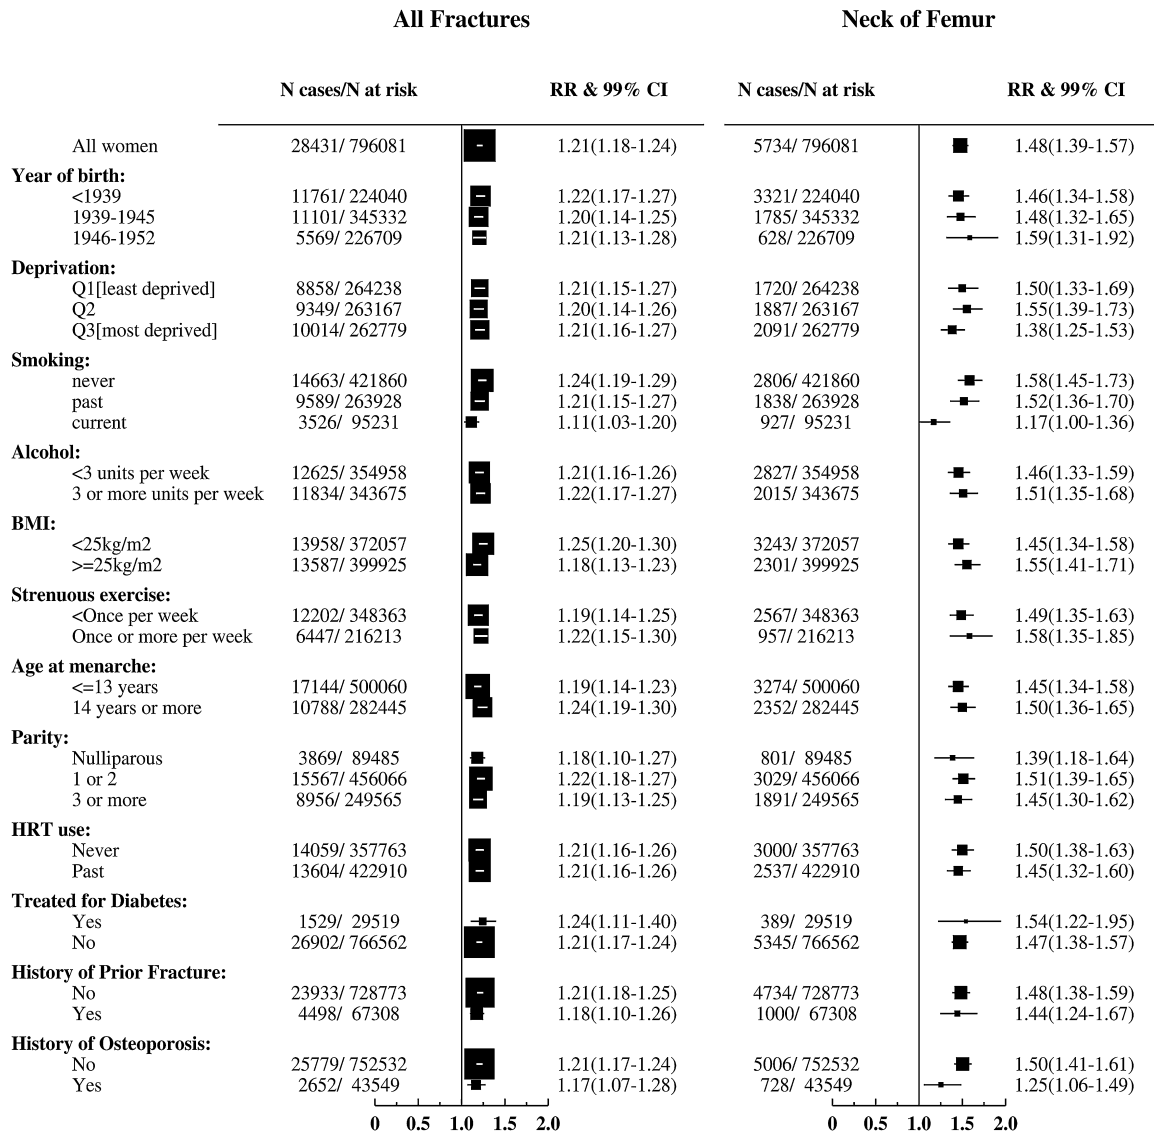 All Fractures Neck of Femur
N cases/N at risk RR & 99% CI N cases/N at risk RR & 99% CI
All women 28431/ 796081 1.21(1.18-1.24) 5734/ 796081 1.48(1.39-1.57)
Year of birth:
<1939 11761/ 224040 1.22(1.17-1.27) 3321/ 224040 1.46(1.34-1.58)
1939-1945 11101/ 345332 1.20(1.14-1.25) 1785/ 345332 1.48(1.32-1.65)
1946-1952 5569/ 226709 1.21(1.13-1.28) 628/ 226709 1.59(1.31-1.92)
Deprivation:
Q1[least deprived] 8858/ 264238 1.21(1.15-1.27) 1720/ 264238 1.50(1.33-1.69)
Q2 9349/ 263167 1.20(1.14-1.26) 1887/ 263167 1.55(1.39-1.73)
Q3[most deprived] 10014/ 262779 1.21(1.16-1.27) 2091/ 262779 1.38(1.25-1.53)
Smoking:
never 14663/ 421860 1.24(1.19-1.29) 2806/ 421860 1.58(1.45-1.73)
past 9589/ 263928 1.21(1.15-1.27) 1838/ 263928 1.52(1.36-1.70)
current 3526/ 95231 1.11(1.03-1.20) 927/ 95231 1.17(1.00-1.36)
Alcohol:
<3 units per week 12625/ 354958 1.21(1.16-1.26) 2827/ 354958 1.46(1.33-1.59)
3 or more units per week 11834/ 343675 1.22(1.17-1.27) 2015/ 343675 1.51(1.35-1.68)
BMI:
<25kg/m2 13958/ 372057 1.25(1.20-1.30) 3243/ 372057 1.45(1.34-1.58)
>=25kg/m2 13587/ 399925 1.18(1.13-1.23) 2301/ 399925 1.55(1.41-1.71)
Strenuous exercise:
<Once per week 12202/ 348363 1.19(1.14-1.25) 2567/ 348363 1.49(1.35-1.63)
Once or more per week 6447/ 216213 1.22(1.15-1.30) 957/ 216213 1.58(1.35-1.85)
Age at menarche:
<=13 years 17144/ 500060 1.19(1.14-1.23) 3274/ 500060 1.45(1.34-1.58)
14 years or more 10788/ 282445 1.24(1.19-1.30) 2352/ 282445 1.50(1.36-1.65)
Parity:
Nulliparous 3869/ 89485 1.18(1.10-1.27) 801/ 89485 1.39(1.18-1.64)
1 or 2 15567/ 456066 1.22(1.18-1.27) 3029/ 456066 1.51(1.39-1.65)
3 or more 8956/ 249565 1.19(1.13-1.25) 1891/ 249565 1.45(1.30-1.62)
HRT use:
Never 14059/ 357763 1.21(1.16-1.26) 3000/ 357763 1.50(1.38-1.63)
Past 13604/ 422910 1.21(1.16-1.26) 2537/ 422910 1.45(1.32-1.60)
Treated for Diabetes:
Yes 1529/ 29519 1.24(1.11-1.40) 389/ 29519 1.54(1.22-1.95)
No 26902/ 766562 1.21(1.17-1.24) 5345/ 766562 1.47(1.38-1.57)
History of Prior Fracture:
No 23933/ 728773 1.21(1.18-1.25) 4734/ 728773 1.48(1.38-1.59)
Yes 4498/ 67308 1.18(1.10-1.26) 1000/ 67308 1.44(1.24-1.67)
History of Osteoporosis:
No 25779/ 752532 1.21(1.17-1.24) 5006/ 752532 1.50(1.41-1.61)
Yes 2652/ 43549 1.17(1.07-1.28) 728/ 43549 1.25(1.06-1.49)
0 0.5 1.0 1.5 2.0 0 0.5 1.0 1.5 2.0